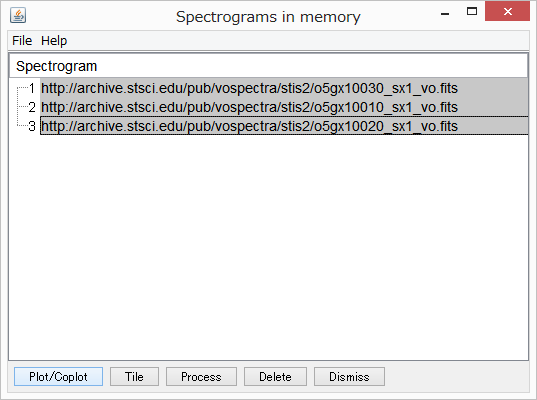 Spectrograms in memory
File Help
Spectrogram
1 http://archive.stsci.edu/pub/vospectra/stis2/o5gx10030_sx1_vo.fits
2 http://archive.stsci.edu/pub/vospectra/stis2/o5gx10010_sx1_vo.fits
3 http://archive.stsci.edu/pub/vospectra/stis2/o5gx10020_sx1_vo.fits
Plot/Coplot Tile Process Delete Dismiss